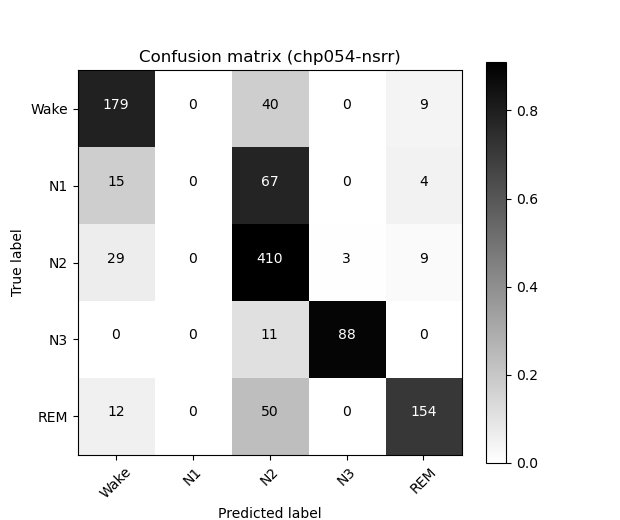 Confusion matrix (chp054-nsrr)
True label
Wake 179 0 40 0 9
N1 15 0 67 0 4
N2 29 0 410 3 9
N3 0 0 11 88 0
REM 12 0 50 0 154
Wake N1 N2 N3 REM
Predicted label
0.8
0.6
0.4
0.2
0.0